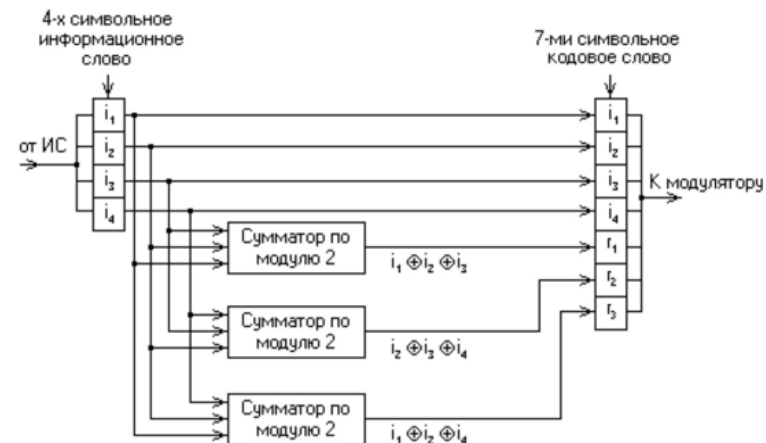 4-х символьное
информационное
слово
7-ми символьное
кодовое слово
от ИС
i₁
i₂
i₃
i₄
i₁
i₂
i₃
i₄
r₁
r₂
r₃
К модулятору
Сумматор по
модулю 2
i₁ ⊕i₂ ⊕i₃
Сумматор по
модулю 2
i₂ ⊕i₃ ⊕i₄
Сумматор по
модулю 2
i₁ ⊕i₂ ⊕i₄